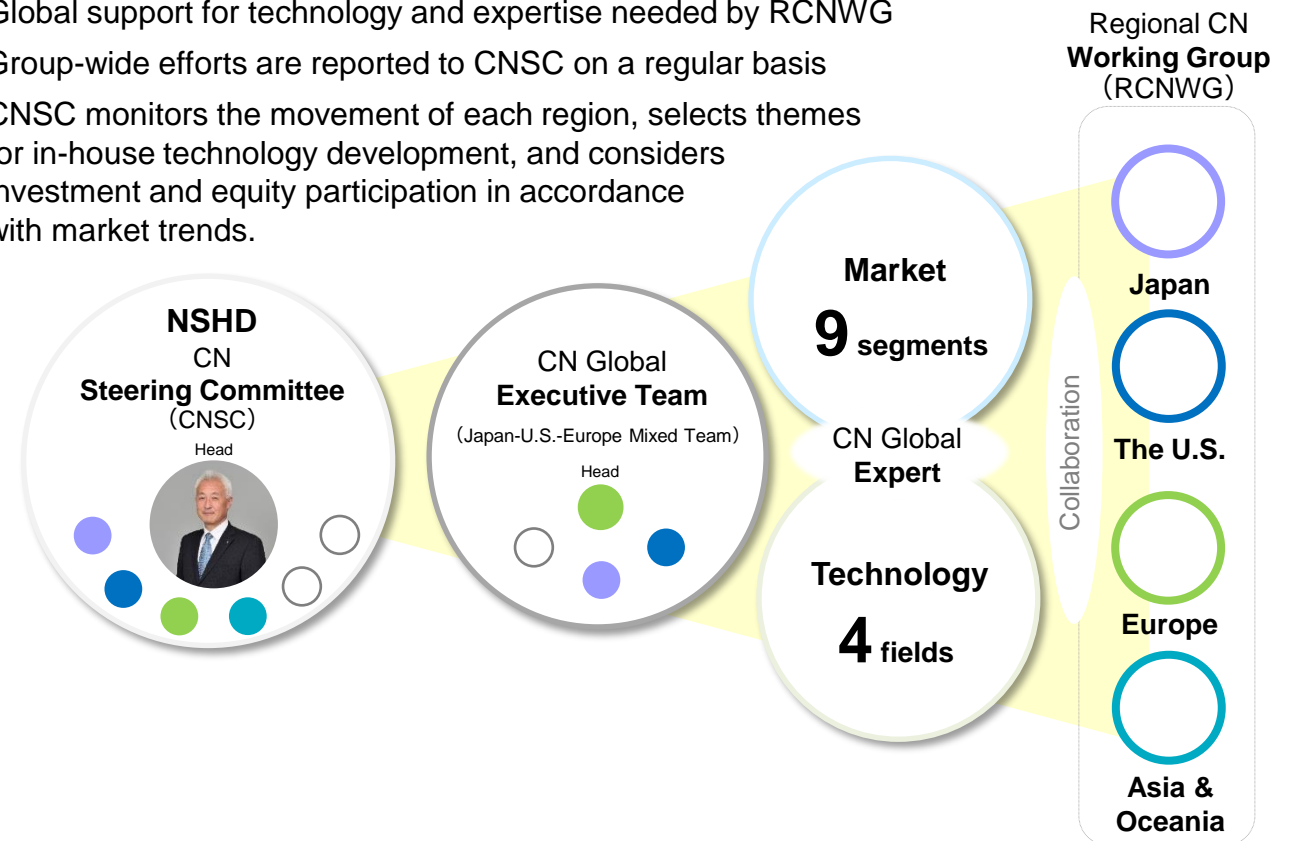 Global support for technology and expertise needed by RCNWG
Group-wide efforts are reported to CNSC on a regular basis
CNSC monitors the movement of each region, selects themes
or in-house technology development, and considers
nvestment and equity participation in accordance
with market trends.
NSHD
CN
Steering Committee
（CNSC）
Head
CN Global
Executive Team
（Japan-U.S.-Europe Mixed Team）
Head
Market
9 segments
CN Global
Expert
Technology
4 fields
Collaboration
Regional CN
Working Group
（RCNWG）
Japan
The U.S.
Europe
Asia &
Oceania